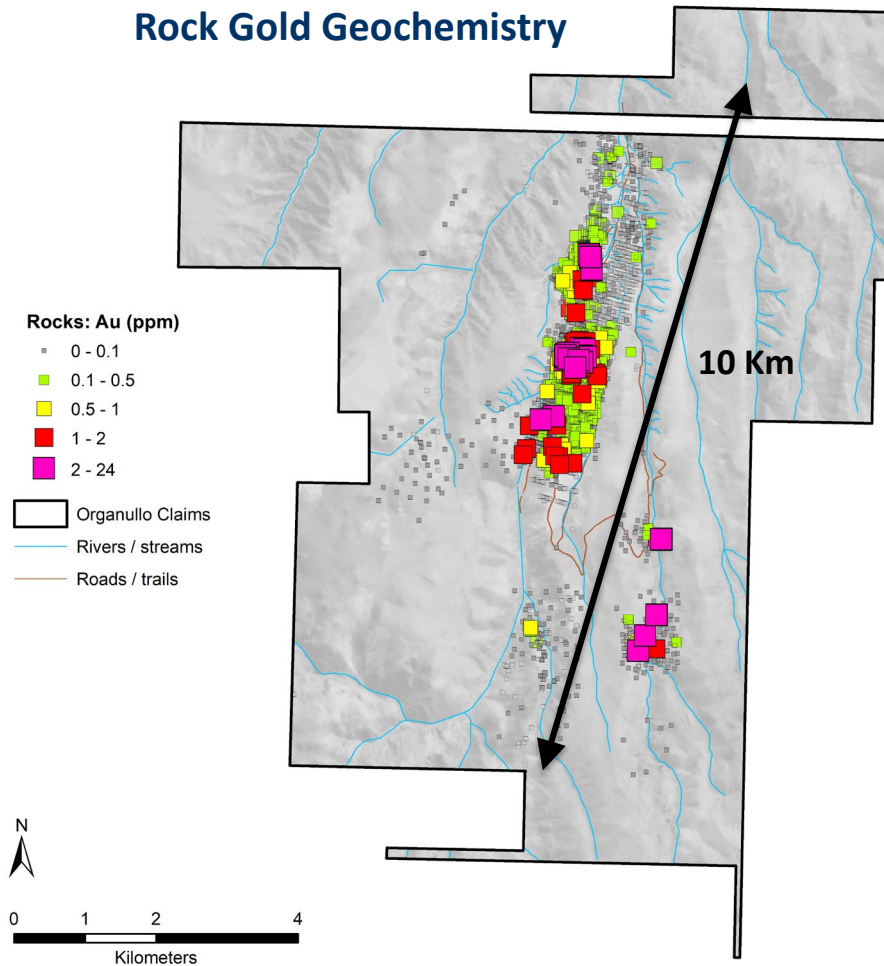 Rock Gold Geochemistry
Rocks: Au (ppm)
0 - 0.1
0.1 - 0.5
0.5 - 1
1 - 2
2 - 24
Organullo Claims
Rivers / streams
Roads / trails
10 Km
N
0 1 2 4
Kilometers